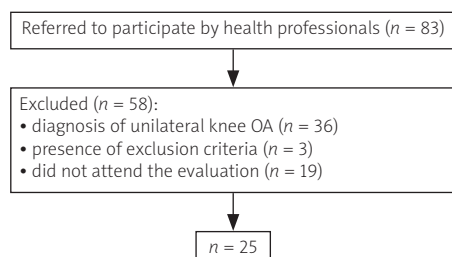 Referred to participate by health professionals (n = 83)
Excluded (n = 58):
• diagnosis of unilateral knee OA (n = 36)
• presence of exclusion criteria (n = 3)
• did not attend the evaluation (n = 19)
n = 25